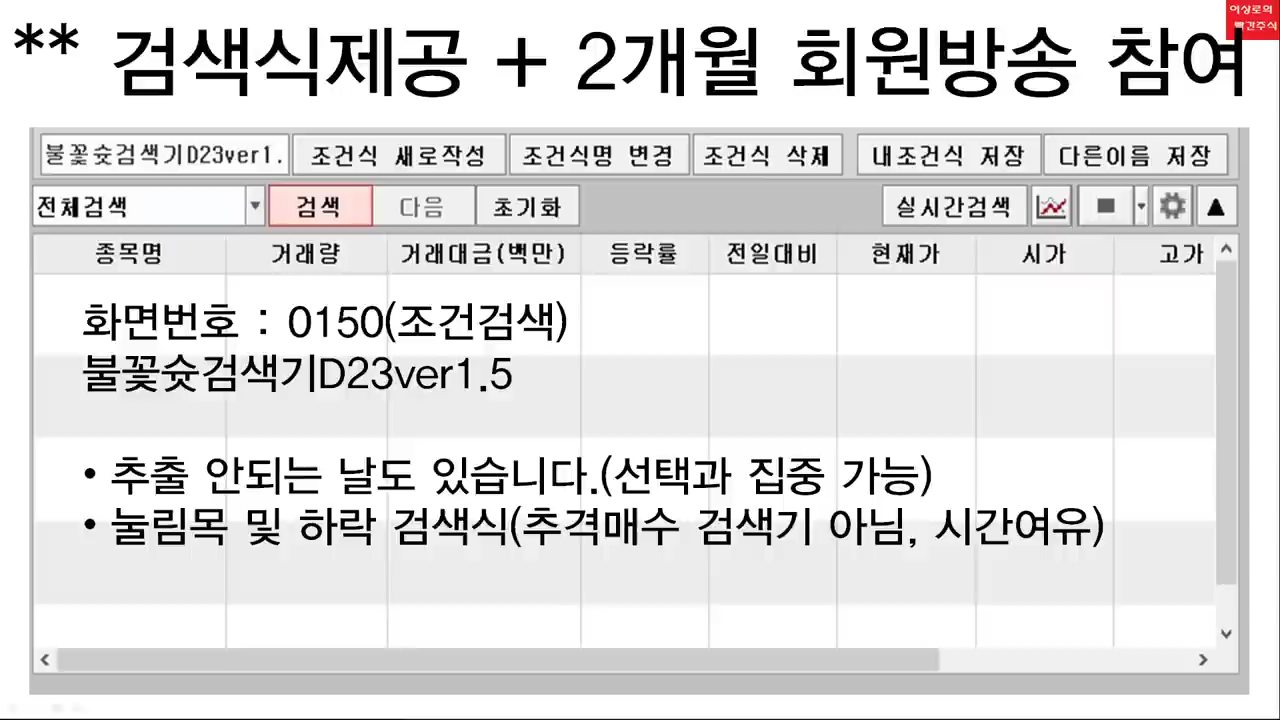 이상로의
빨간주식
** 검색식제공 + 2개월 회원방송 참여
불꽃슛검색기D23ver1. 조건식 새로작성 조건식명 변경 조건식 삭제 내조건식 저장 다른이름 저장
전체검색 검색 다음 초기화 실시간검색
종목명 거래량 거래대금(백만) 등락률 전일대비 현재가 시가 고가
화면번호 : 0150(조건검색)
불꽃슛검색기D23ver1.5
• 추출 안되는 날도 있습니다.(선택과 집중 가능)
• 눌림목 및 하락 검색식(추격매수 검색기 아님, 시간여유)